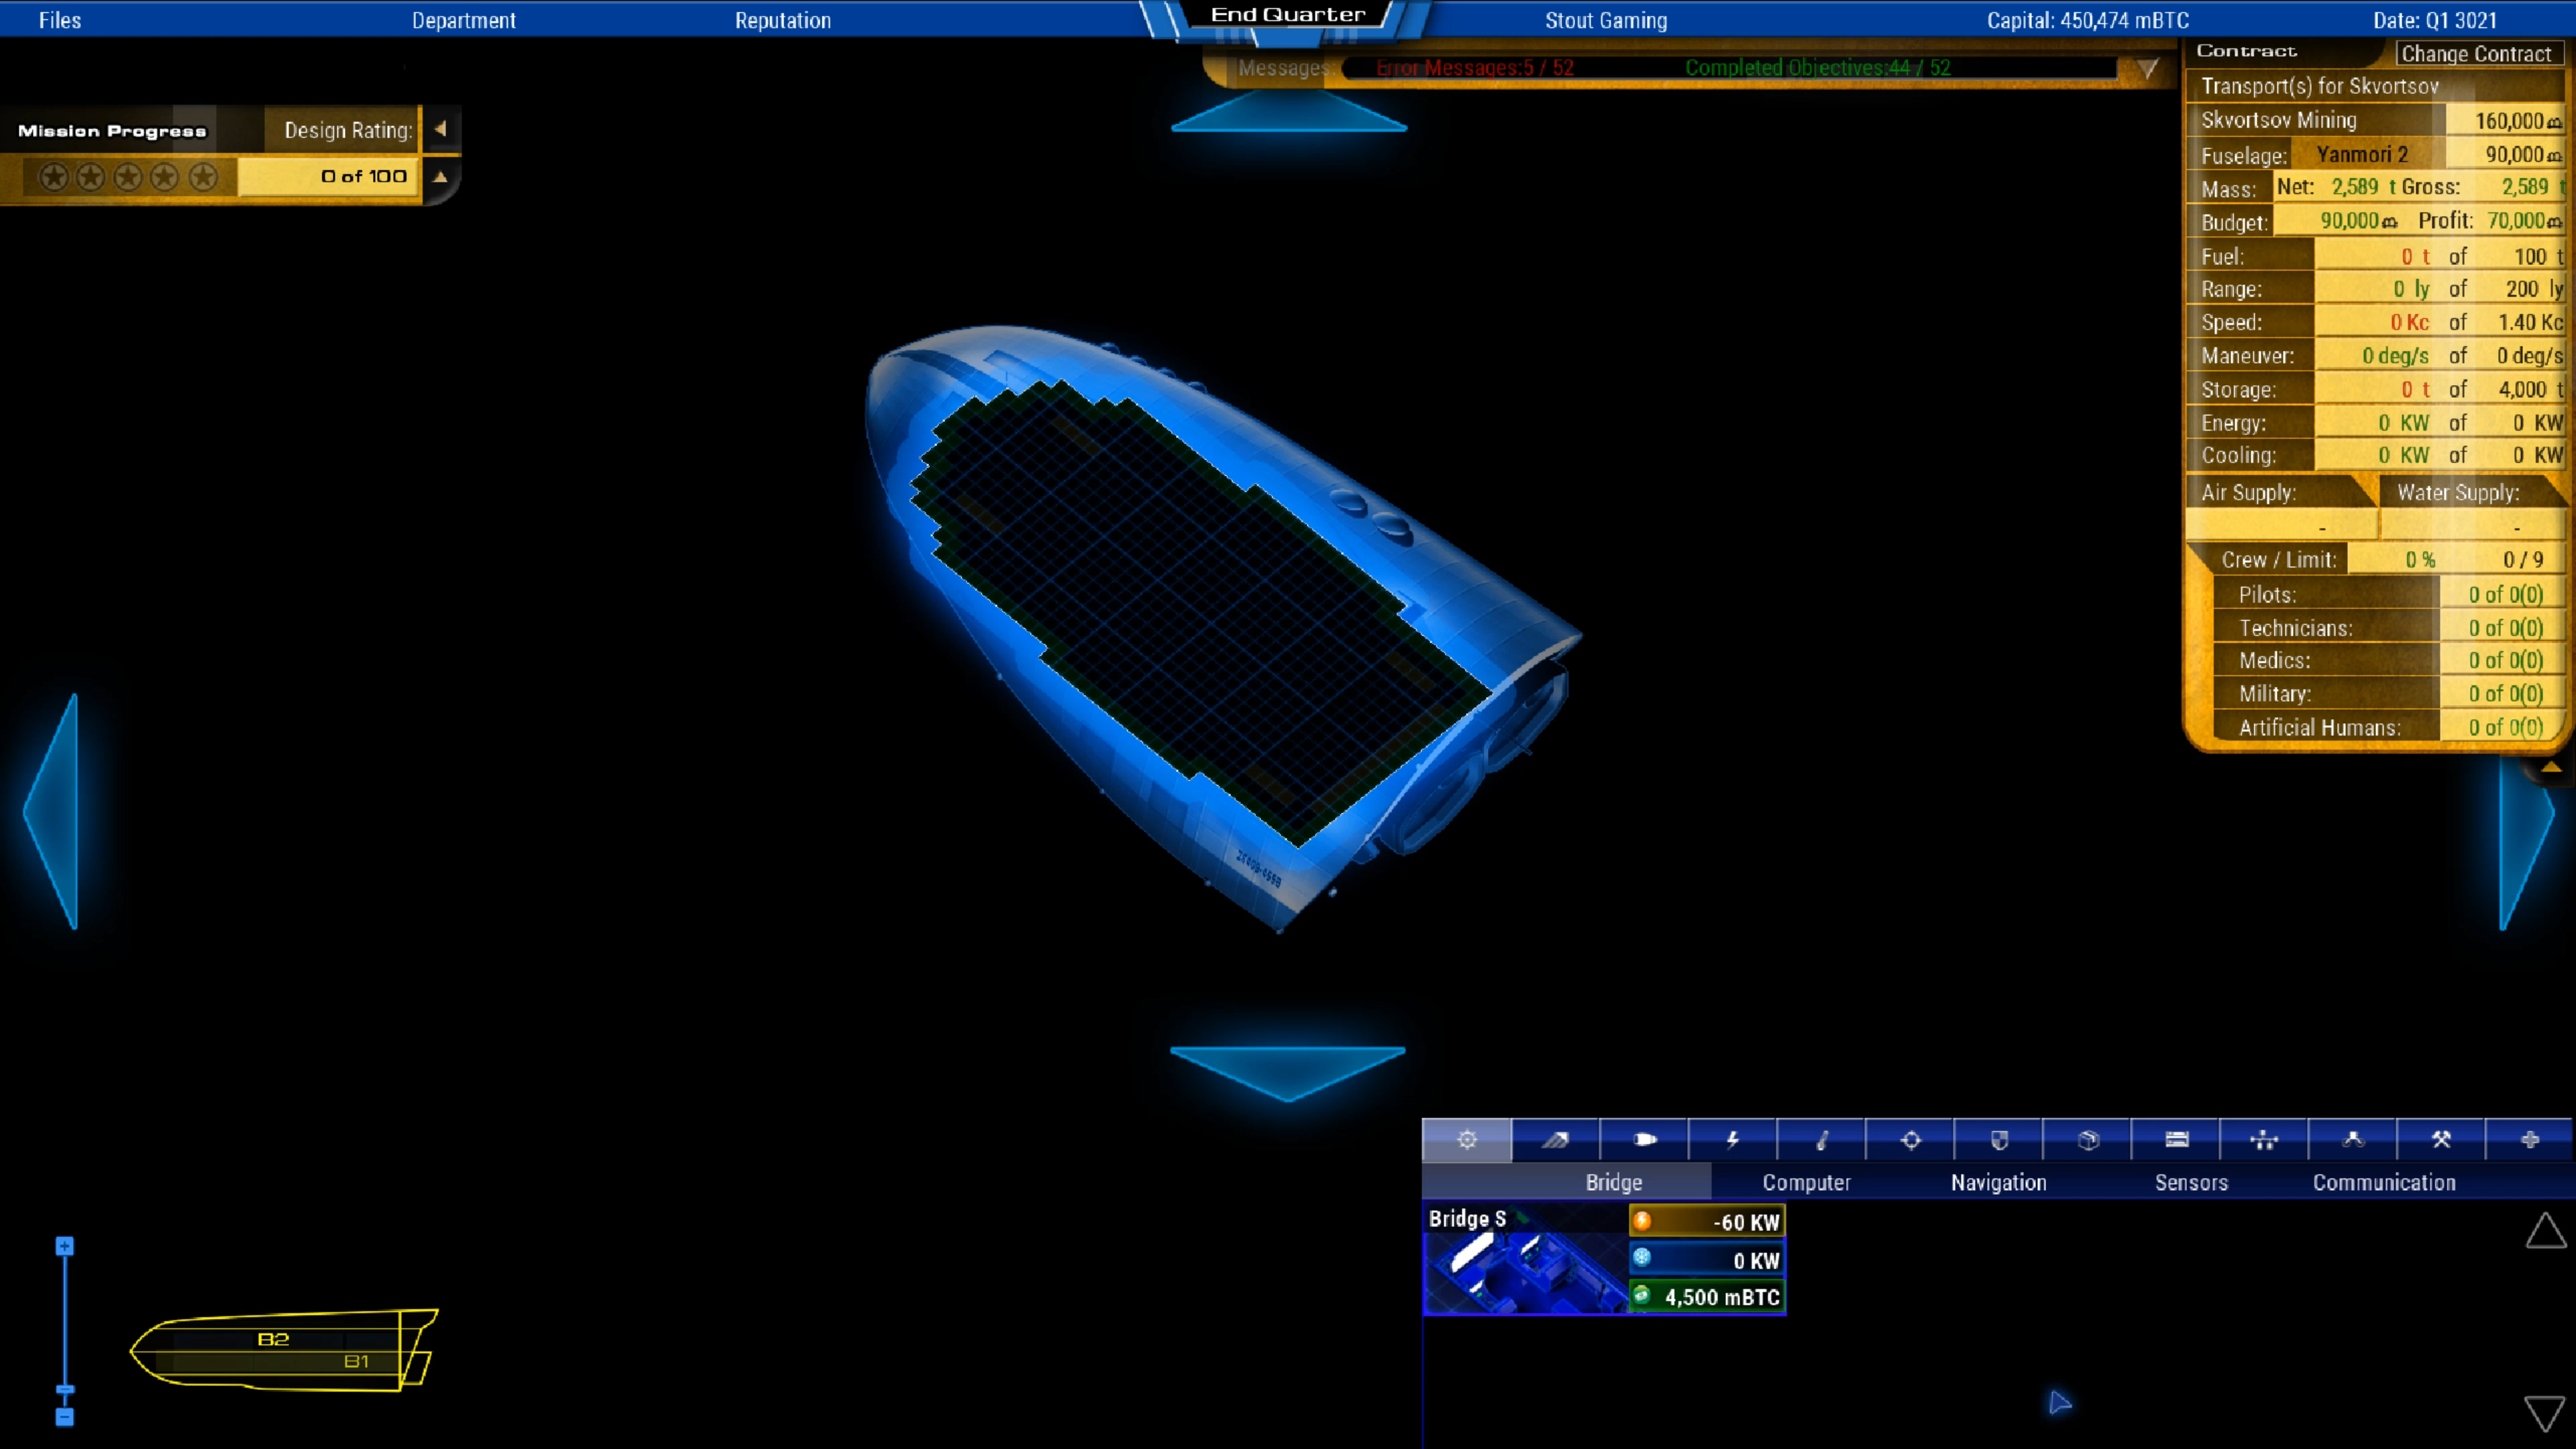 Files Department Reputation End Quarter Stout Gaming Capital: 450,474 mBTC Date: Q1 3021
Messages: Error Messages:5 / 52 Completed Objectives:44 / 52
Contract Change Contract
Transport(s) for Skvortsov
Skvortsov Mining 160,000
Fuselage: Yanmori 2 90,000
Mass: Net: 2,589 t Gross: 2,589 t
Budget: 90,000 Profit: 70,000
Fuel: 0 t of 100 t
Range: 0 ly of 200 ly
Speed: 0 Kc of 1.40 Kc
Maneuver: 0 deg/s of 0 deg/s
Storage: 0 t of 4,000 t
Energy: 0 KW of 0 KW
Cooling: 0 KW of 0 KW
Air Supply: Water Supply:
- -
Crew / Limit: 0 % 0 / 9
Pilots: 0 of 0(0)
Technicians: 0 of 0(0)
Medics: 0 of 0(0)
Military: 0 of 0(0)
Artificial Humans: 0 of 0(0)
Mission Progress Design Rating:
0 of 100
Bridge Computer Navigation Sensors Communication
Bridge S -60 KW
0 KW
4,500 mBTC
B2
B1